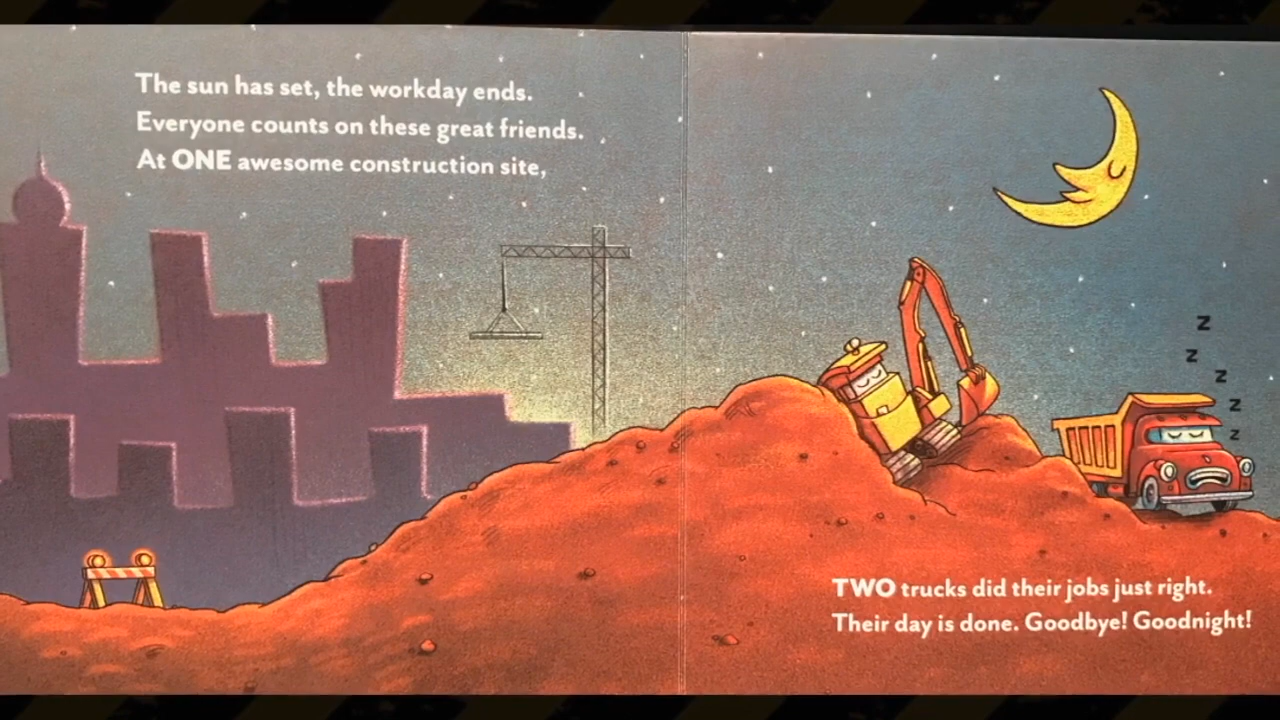 The sun has set, the workday ends.
Everyone counts on these great friends.
At ONE awesome construction site,
Z
Z
Z
Z
Z
TWO trucks did their jobs just right.
Their day is done. Goodbye! Goodnight!